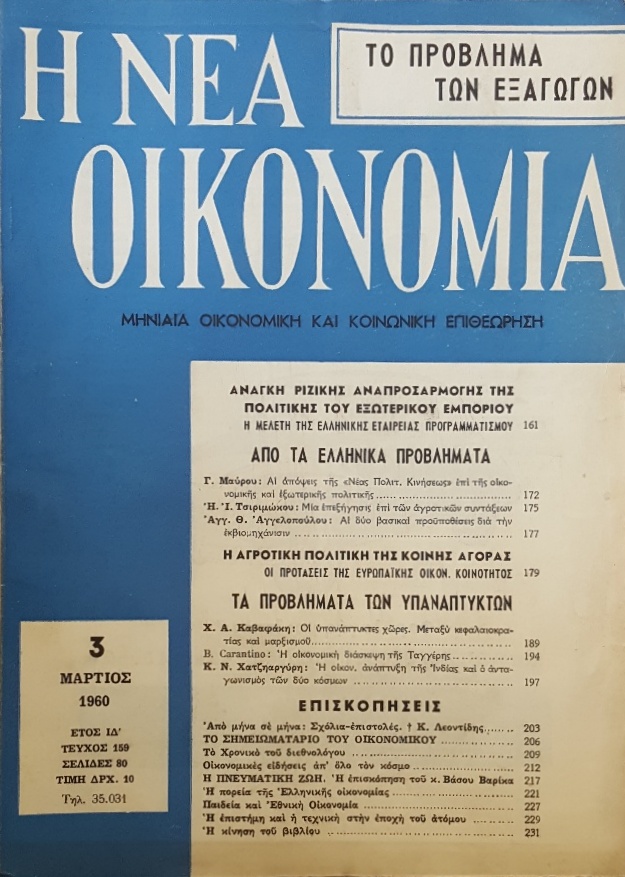 Η ΝΕΑ
ΤΟ ΠΡΟΒΛΗΜΑ
ΤΩΝ ΕΞΑΓΩΓΩΝ
ΟΙΚΟΝΟΜΙΑ
ΜΗΝΙΑΙΑ ΟΙΚΟΝΟΜΙΚΗ ΚΑΙ ΚΟΙΝΩΝΙΚΗ ΕΠΙΘΕΩΡΗΣΗ
ΑΝΑΓΚΗ ΡΙΖΙΚΗΣ ΑΝΑΠΡΟΣΑΡΜΟΓΗΣ ΤΗΣ
ΠΟΛΙΤΙΚΗΣ ΤΟΥ ΕΞΩΤΕΡΙΚΟΥ ΕΜΠΟΡΙΟΥ
Η ΜΕΛΕΤΗ ΤΗΣ ΕΛΛΗΝΙΚΗΣ ΕΤΑΙΡΕΙΑΣ ΠΡΟΓΡΑΜΜΑΤΙΣΜΟΥ 161
ΑΠΟ ΤΑ ΕΛΛΗΝΙΚΑ ΠΡΟΒΛΗΜΑΤΑ
Γ. Μαύρου: Αἱ ἀπόψεις τῆς «Νέας Πολιτ. Κινήσεως» ἐπὶ τῆς οἰκο-
νομικῆς καὶ ἐξωτερικῆς πολιτικῆς ........ 172
Ἠ. Ἰ. Τσιριμώκου: Μία ἐπεξήγησις ἐπὶ τῶν ἀγροτικῶν συντάξεων 175
Ἀγγ. Θ. Ἀγγελοπούλου: Αἱ δύο βασικαὶ προϋποθέσεις διὰ τὴν
ἐκβιομηχάνισιν ........ 177
Η ΑΓΡΟΤΙΚΗ ΠΟΛΙΤΙΚΗ ΤΗΣ ΚΟΙΝΗΣ ΑΓΟΡΑΣ
ΟΙ ΠΡΟΤΑΣΕΙΣ ΤΗΣ ΕΥΡΩΠΑΪΚΗΣ ΟΙΚΟΝ. ΚΟΙΝΟΤΗΤΟΣ 179
ΤΑ ΠΡΟΒΛΗΜΑΤΑ ΤΩΝ ΥΠΑΝΑΠΤΥΚΤΩΝ
Χ. Α. Καβαφάκη: Οἱ ὑπανάπτυκτες χῶρες. Μεταξὺ κεφαλαιοκρα-
τίας καὶ μαρξισμοῦ ........ 189
B. Carantino: Ἡ οἰκονομικὴ διάσκεψη τῆς Ταγγέρης ........ 194
Κ. Ν. Χατζηαργύρη: Ἡ οἰκον. ἀνάπτυξη τῆς Ἰνδίας καὶ ὁ ἀντα-
γωνισμὸς τῶν δύο κόσμων ........ 197
ΕΠΙΣΚΟΠΗΣΕΙΣ
Ἀπὸ μήνα σὲ μήνα: Σχόλια-ἐπιστολές. † Κ. Λεοντίδης ...... 203
ΤΟ ΣΗΜΕΙΩΜΑΤΑΡΙΟ ΤΟΥ ΟΙΚΟΝΟΜΙΚΟΥ ........ 206
Τὸ Χρονικὸ τοῦ διεθνολόγου ........ 209
Οἰκονομικὲς εἰδήσεις ἀπ' ὅλο τὸν κόσμο ........ 212
Η ΠΝΕΥΜΑΤΙΚΗ ΖΩΗ. Ἡ ἐπισκόπηση τοῦ κ. Βάσου Βαρίκα 217
Ἡ πορεία τῆς Ἑλληνικῆς οἰκονομίας ........ 221
Παιδεία καὶ Ἐθνικὴ Οἰκονομία ........ 227
Ἡ ἐπιστήμη καὶ ἡ τεχνικὴ στὴν ἐποχὴ τοῦ ἀτόμου ........ 229
Ἡ κίνηση τοῦ βιβλίου ........ 231
3
ΜΑΡΤΙΟΣ
1960
ΕΤΟΣ ΙΔ'
ΤΕΥΧΟΣ 159
ΣΕΛΙΔΕΣ 80
ΤΙΜΗ ΔΡΧ. 10
Τηλ. 35.031